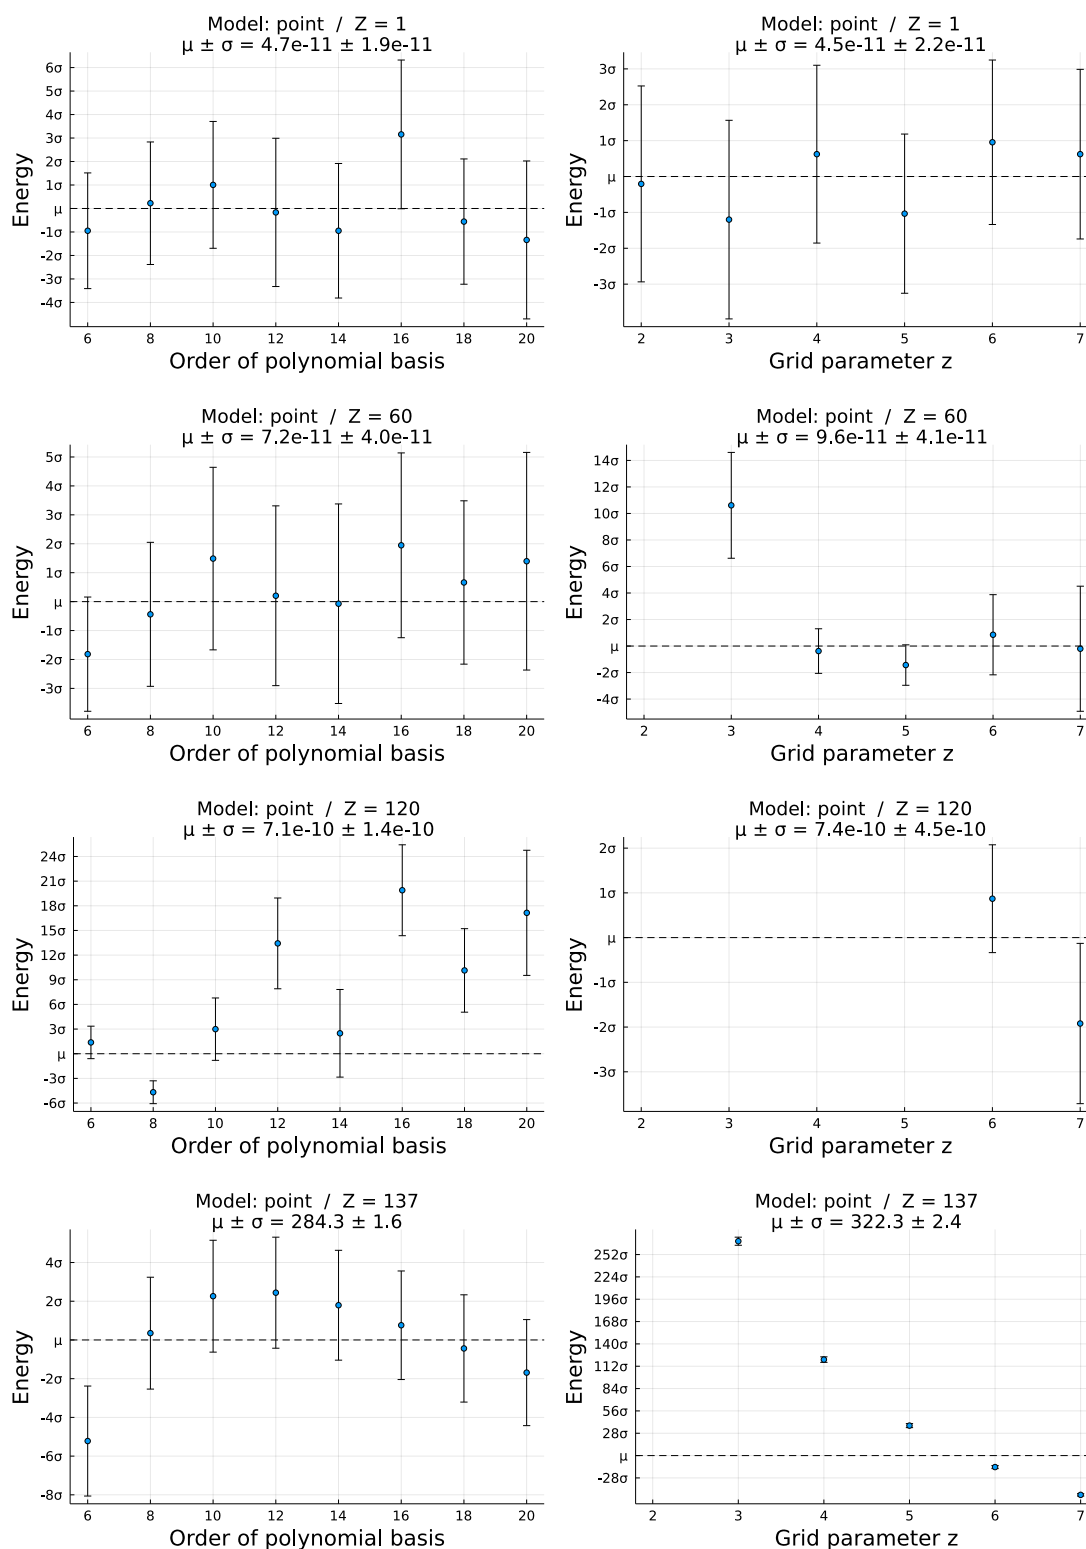 Model: point / Z = 1
μ ± σ = 4.7e-11 ± 1.9e-11
Energy
6σ
5σ
4σ
3σ
2σ
1σ
μ
-1σ
-2σ
-3σ
-4σ
6 8 10 12 14 16 18 20
Order of polynomial basis
Model: point / Z = 1
μ ± σ = 4.5e-11 ± 2.2e-11
Energy
3σ
2σ
1σ
μ
-1σ
-2σ
-3σ
2 3 4 5 6 7
Grid parameter z
Model: point / Z = 60
μ ± σ = 7.2e-11 ± 4.0e-11
Energy
5σ
4σ
3σ
2σ
1σ
μ
-1σ
-2σ
-3σ
6 8 10 12 14 16 18 20
Order of polynomial basis
Model: point / Z = 60
μ ± σ = 9.6e-11 ± 4.1e-11
Energy
14σ
12σ
10σ
8σ
6σ
4σ
2σ
μ
-2σ
-4σ
2 3 4 5 6 7
Grid parameter z
Model: point / Z = 120
μ ± σ = 7.1e-10 ± 1.4e-10
Energy
24σ
21σ
18σ
15σ
12σ
9σ
6σ
3σ
μ
-3σ
-6σ
6 8 10 12 14 16 18 20
Order of polynomial basis
Model: point / Z = 120
μ ± σ = 7.4e-10 ± 4.5e-10
Energy
2σ
1σ
μ
-1σ
-2σ
-3σ
2 3 4 5 6 7
Grid parameter z
Model: point / Z = 137
μ ± σ = 284.3 ± 1.6
Energy
4σ
2σ
μ
-2σ
-4σ
-6σ
-8σ
6 8 10 12 14 16 18 20
Order of polynomial basis
Model: point / Z = 137
μ ± σ = 322.3 ± 2.4
Energy
252σ
224σ
196σ
168σ
140σ
112σ
84σ
56σ
28σ
μ
-28σ
2 3 4 5 6 7
Grid parameter z